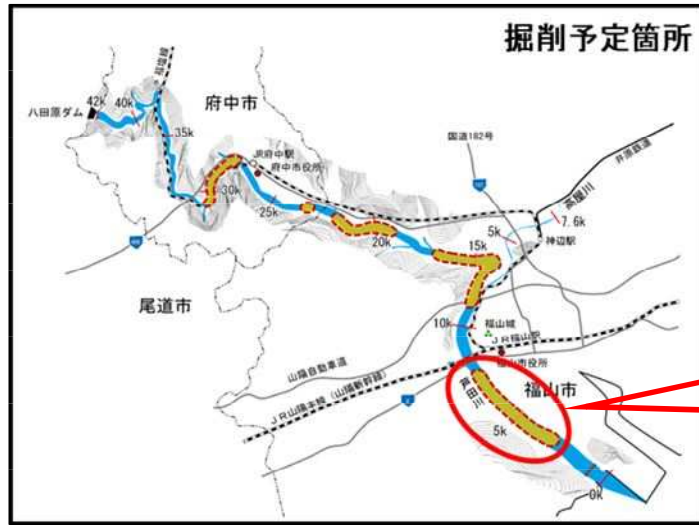 掘削予定箇所
福塩線
42k
40k
八田原ダム
府中市
国道182号
35k
JR府中駅
府中市役所
井原鉄道
高屋川
30k
7.6k
5k
25k
神辺駅
20k
15k
尾道市
10k
福山城
JR福山駅
福山市役所
山陽自動車道
芦田川
福山市
JR山陽本線(山陽新幹線)
2
5k
0k